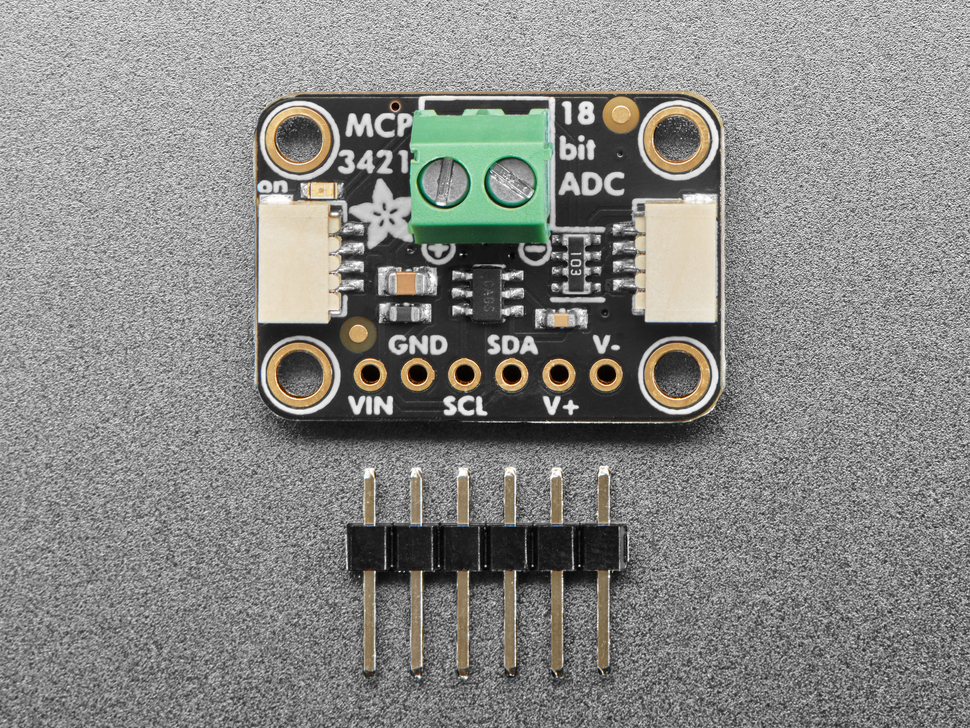 MCP
3421
18
bit
ADC
on
103
GND
SDA
V-
VIN
SCL
V+